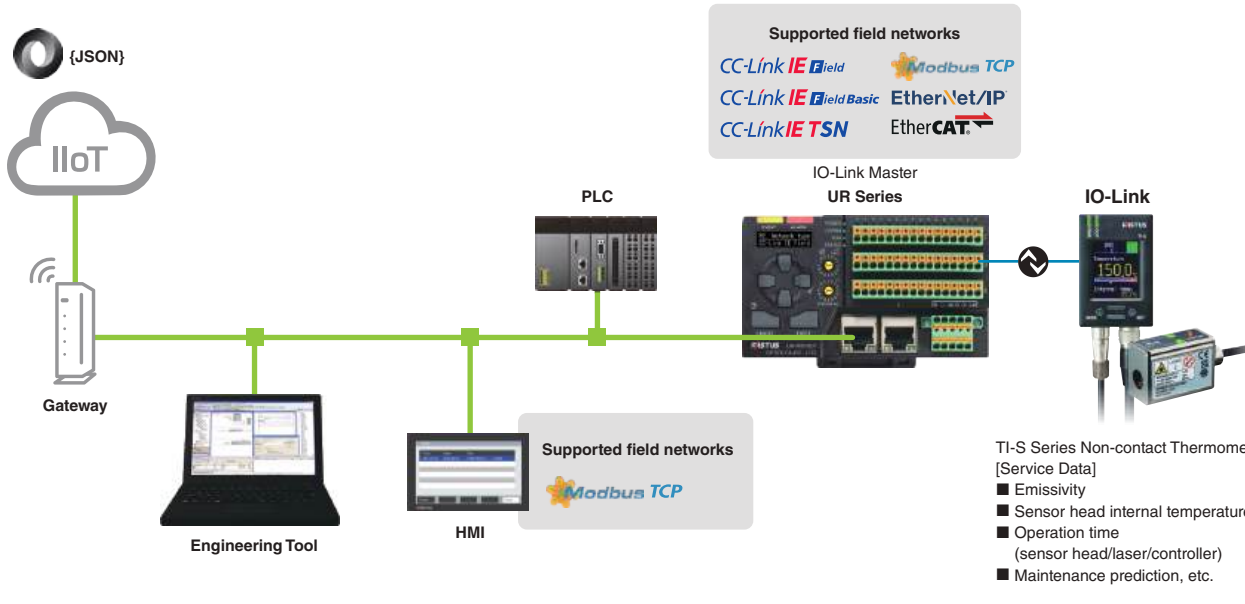 {JSON}
IIoT
Gateway
Engineering Tool
HMI
Supported field networks
Modbus TCP
PLC
Supported field networks
CC-Link IE Field
Modbus TCP
CC-Link IE Field Basic
EtherNet/IP
CC-Link IE TSN
EtherCAT®
IO-Link Master
UR Series
IO-Link
150.0
TI-S Series Non-contact Thermome
[Service Data]
■ Emissivity
■ Sensor head internal temperature
■ Operation time
(sensor head/laser/controller)
■ Maintenance prediction, etc.